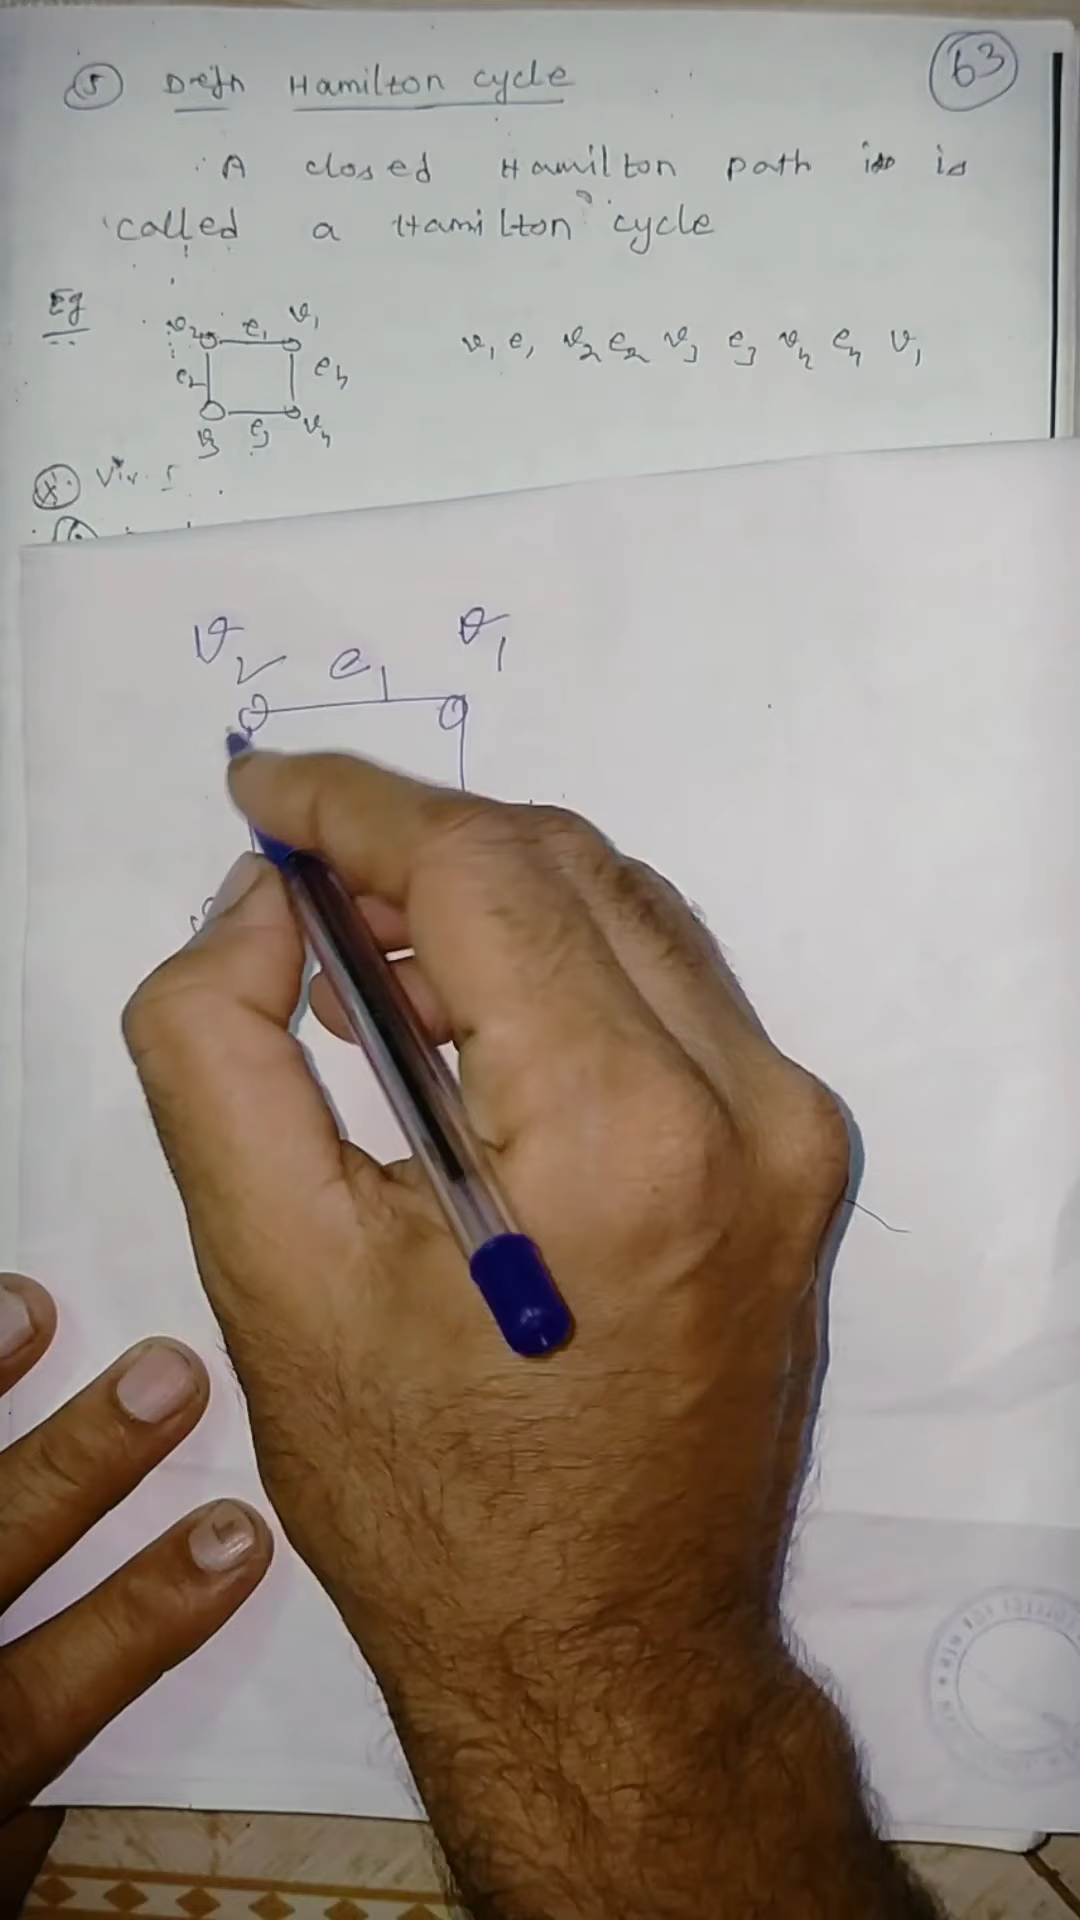 63
5 Defn Hamilton cycle
A closed Hamilton path is is
called a Hamilton cycle
Eg
v2 e1 v1
e2 e4
v3 e3 v4
v1 e1 v2 e2 v3 e3 v4 e4 v1
v2 e1 v1